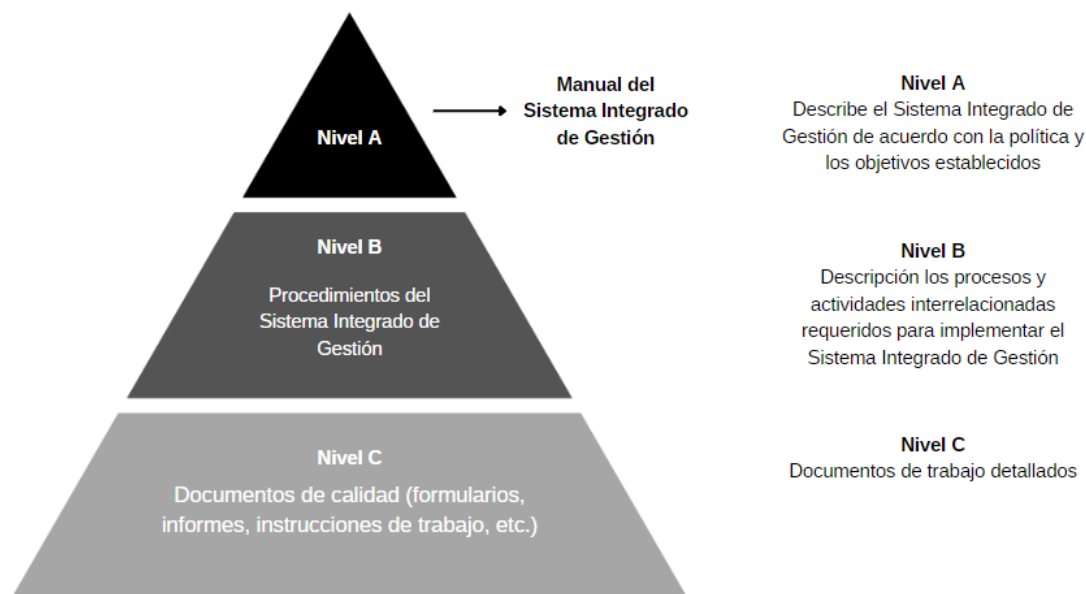 Nivel A
Manual del
Sistema Integrado
de Gestión
Nivel A
Describe el Sistema Integrado de
Gestión de acuerdo con la política y
los objetivos establecidos
Nivel B
Procedimientos del
Sistema Integrado de
Gestión
Nivel B
Descripción los procesos y
actividades interrelacionadas
requeridos para implementar el
Sistema Integrado de Gestión
Nivel C
Documentos de calidad (formularios,
informes, instrucciones de trabajo, etc.)
Nivel C
Documentos de trabajo detallados